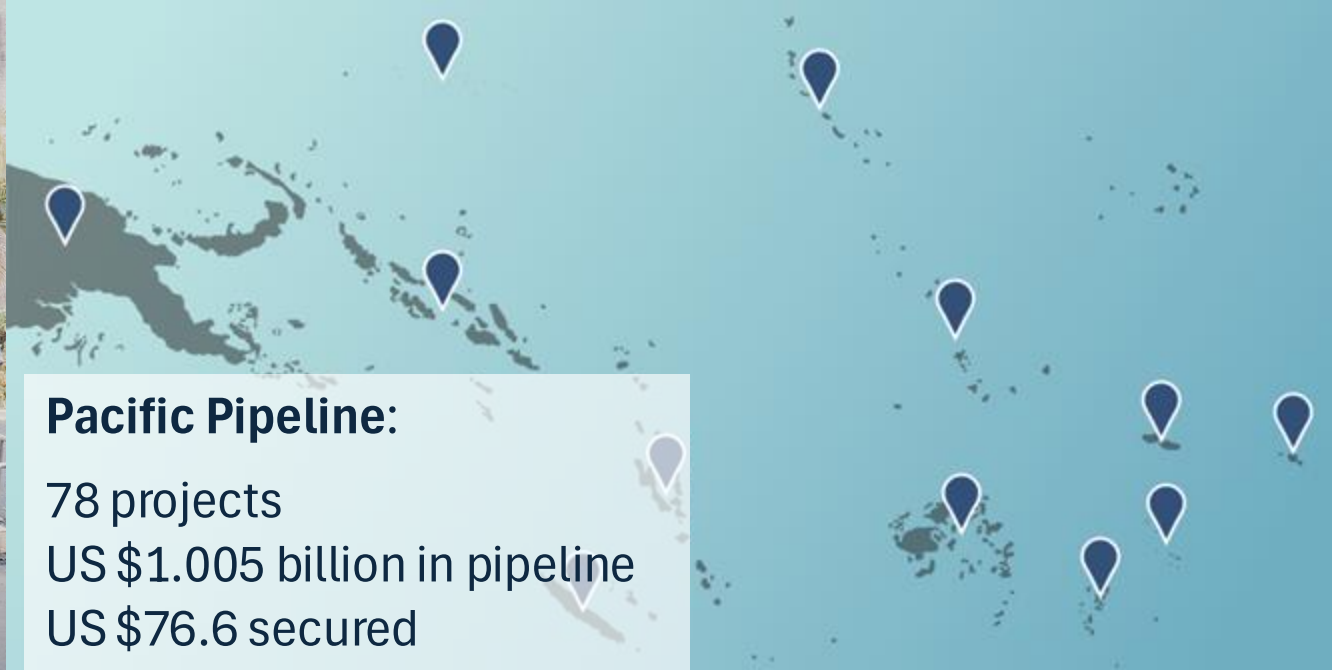 Pacific Pipeline:
78 projects
US $1.005 billion in pipeline
US $76.6 secured